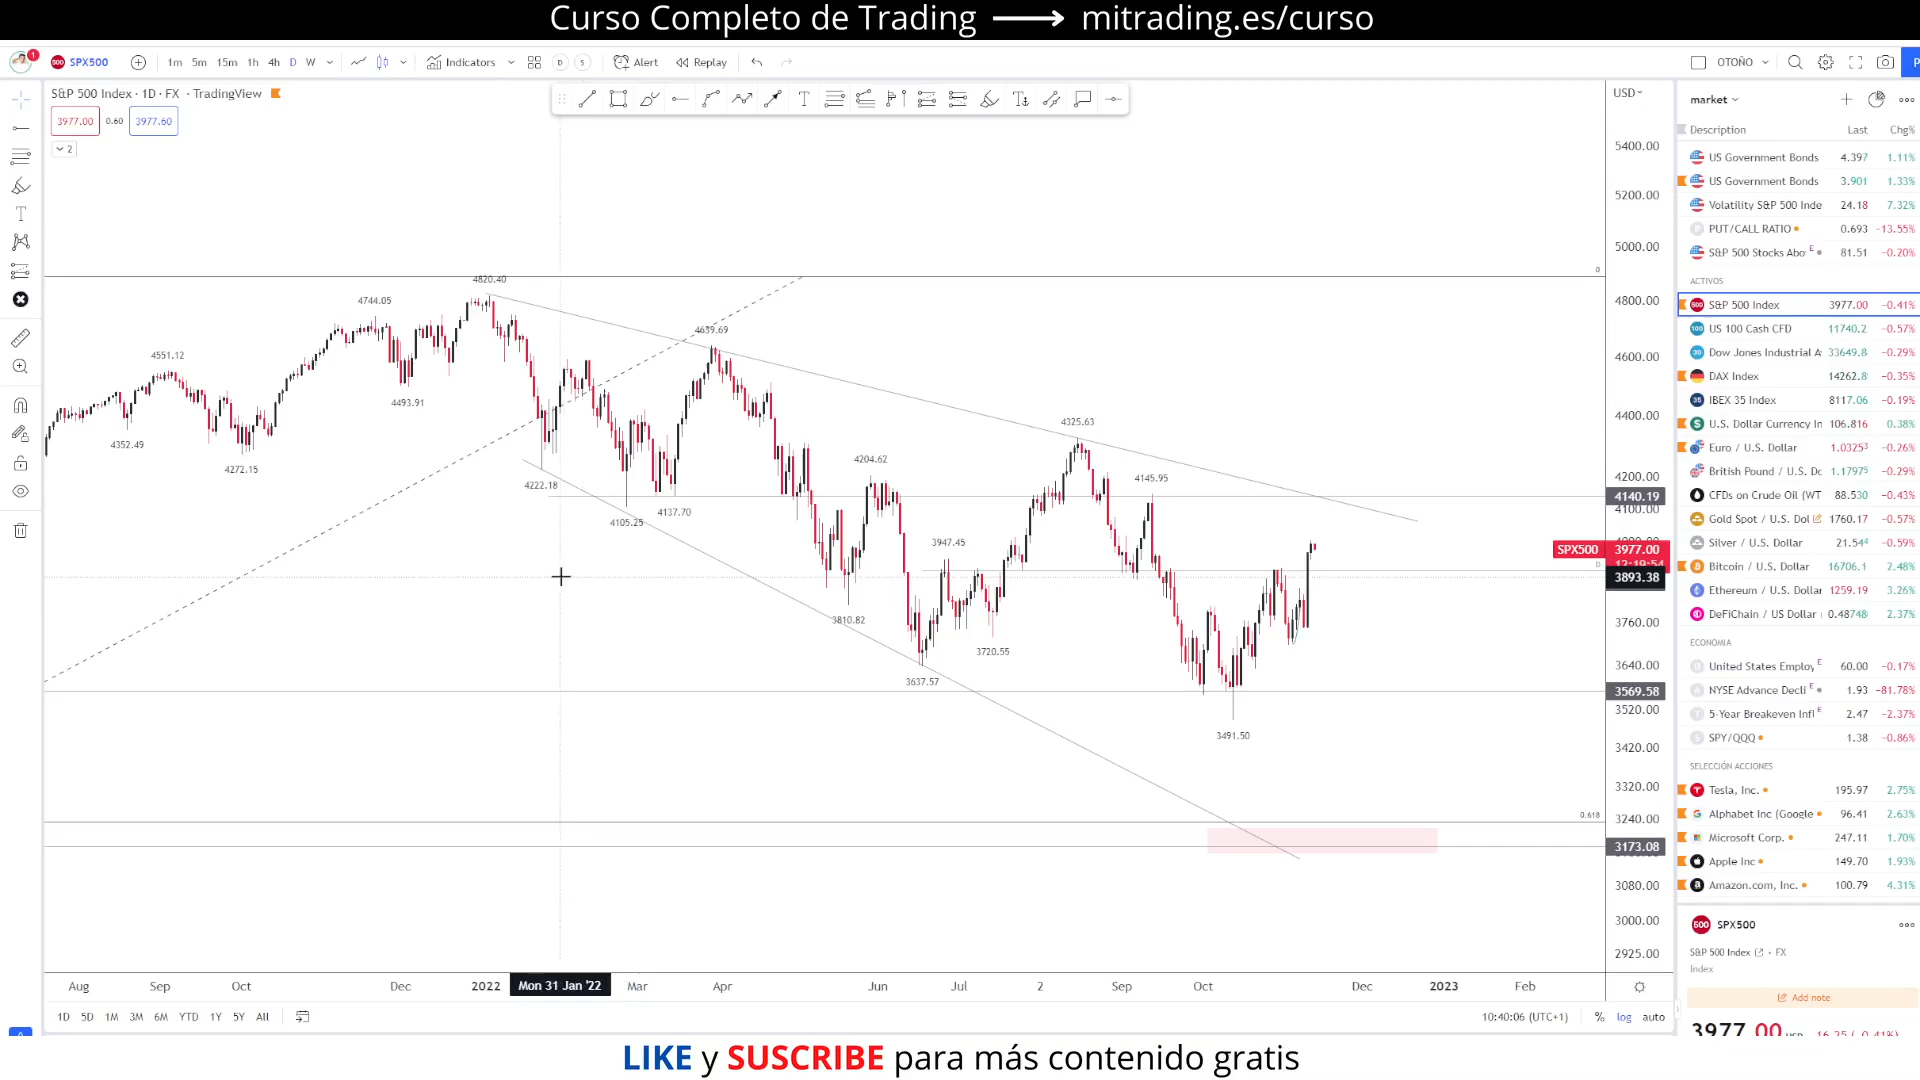 Curso Completo de Trading ⟶ mitrading.es/curso
1 SPX500 1m 5m 15m 1h 4h D W Indicators D S Alert Replay OTOÑO P
S&P 500 Index · 1D · FX · TradingView
USD
market
3977.00 0.60 3977.60
2
Description Last Chg%
US Government Bonds 4.397 1.11%
US Government Bonds 3.901 1.33%
Volatility S&P 500 Inde 24.18 7.32%
PUT/CALL RATIO 0.693 −13.55%
S&P 500 Stocks Abo E 81.51 −0.20%
ACTIVOS
S&P 500 Index 3977.00 −0.41%
US 100 Cash CFD 11740.2 −0.57%
Dow Jones Industrial A 33649.8 −0.29%
DAX Index 14262.8 −0.35%
IBEX 35 Index 8117.06 −0.19%
U.S. Dollar Currency In 106.816 0.38%
Euro / U.S. Dollar 1.03253 −0.26%
British Pound / U.S. Dc 1.17975 −0.29%
CFDs on Crude Oil (WT 88.530 −0.43%
Gold Spot / U.S. Dol 1760.17 −0.57%
Silver / U.S. Dollar 21.544 −0.59%
Bitcoin / U.S. Dollar 16706.1 2.48%
Ethereum / U.S. Dollar 1259.19 3.26%
DeFiChain / US Dollar 0.48748 2.37%
ECONOMIA
United States Employ E 60.00 −0.17%
NYSE Advance Decli E 1.93 −81.78%
5-Year Breakeven Infl E 2.47 −2.37%
SPY/QQQ 1.38 −0.86%
SELECCIÓN ACCIONES
Tesla, Inc. 195.97 2.75%
Alphabet Inc (Google 96.41 2.63%
Microsoft Corp. 247.11 1.70%
Apple Inc 149.70 1.93%
Amazon.com, Inc. 100.79 4.31%
500 SPX500
S&P 500 Index · FX
Index
Add note
3977.00
5400.00
5200.00
5000.00
4800.00
4600.00
4400.00
4200.00
4140.19
4100.00
SPX500 3977.00
3893.38
3760.00
3640.00
3569.58
3520.00
3420.00
3320.00
3240.00
3173.08
3080.00
3000.00
2925.00
0
0
0.618
4820.40
4744.05
4639.69
4551.12
4493.91
4352.49
4272.15
4325.63
4204.62
4145.95
4222.18
4137.70
4105.25
3947.45
3810.82
3720.55
3637.57
3491.50
Aug Sep Oct Dec 2022 Mon 31 Jan '22 Mar Apr Jun Jul 2 Sep Oct Dec 2023 Feb
1D 5D 1M 3M 6M YTD 1Y 5Y All 10:40:06 (UTC+1) % log auto
LIKE y SUSCRIBE para más contenido gratis